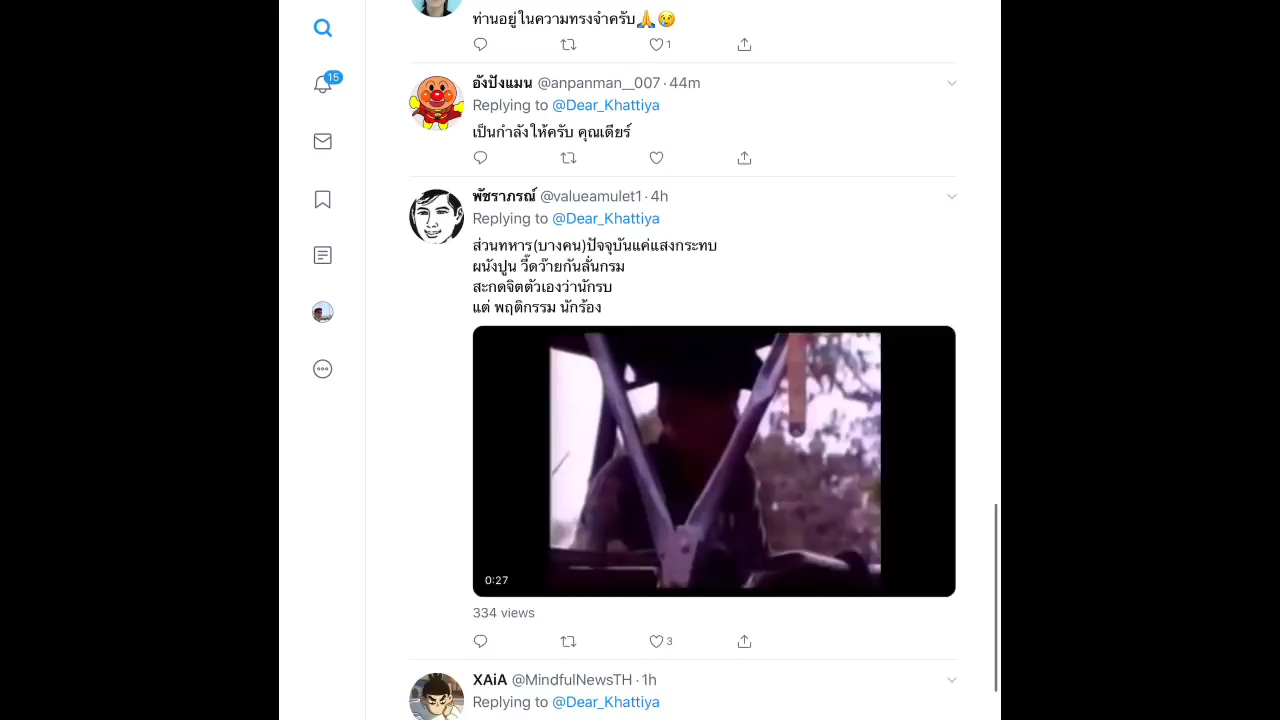 ท่านอยู่ในความทรงจำครับ🙏😢
1
15
อังปังแมน @anpanman__007 · 44m
Replying to @Dear_Khattiya
เป็นกำลังให้ครับ คุณเดียร์
พัชราภรณ์ @valueamulet1 · 4h
Replying to @Dear_Khattiya
ส่วนทหาร(บางคน)ปัจจุบันแค่แสงกระทบ
ผนังปูน วี้ดว๊ายกันลั่นกรม
สะกดจิตตัวเองว่านักรบ
แต่ พฤติกรรม นักร้อง
0:27
334 views
3
XAiA @MindfulNewsTH · 1h
Replying to @Dear_Khattiya